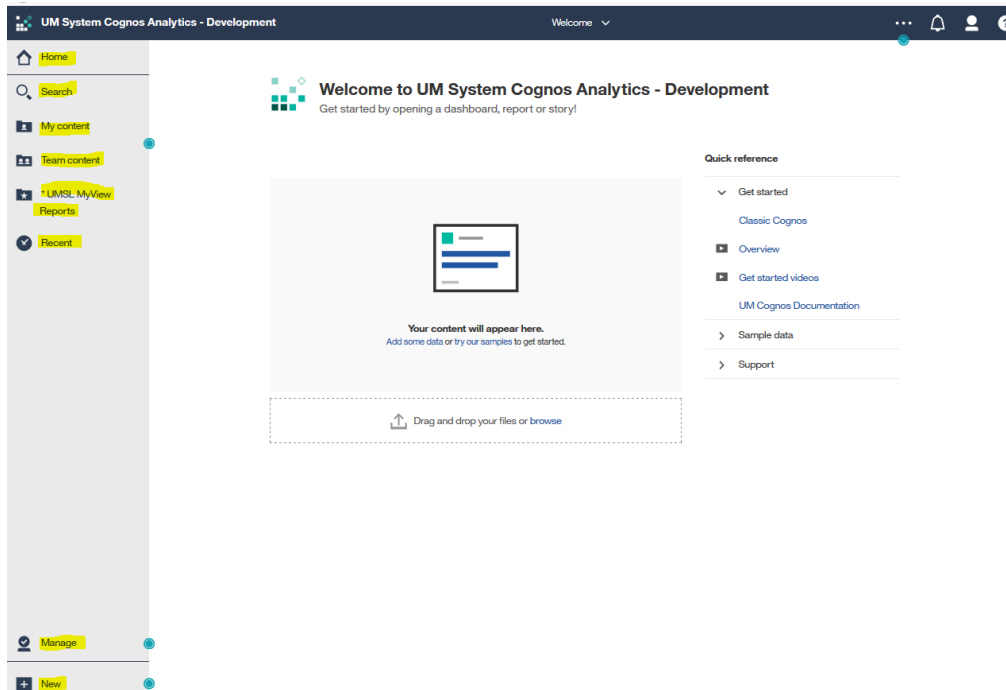 UM System Cognos Analytics - Development
Welcome
Home
Search
My content
Team content
* UMSL MyView
Reports
Recent
Manage
New
Welcome to UM System Cognos Analytics - Development
Get started by opening a dashboard, report or story!
Your content will appear here.
Add some data or try our samples to get started.
Drag and drop your files or browse
Quick reference
Get started
Classic Cognos
Overview
Get started videos
UM Cognos Documentation
Sample data
Support